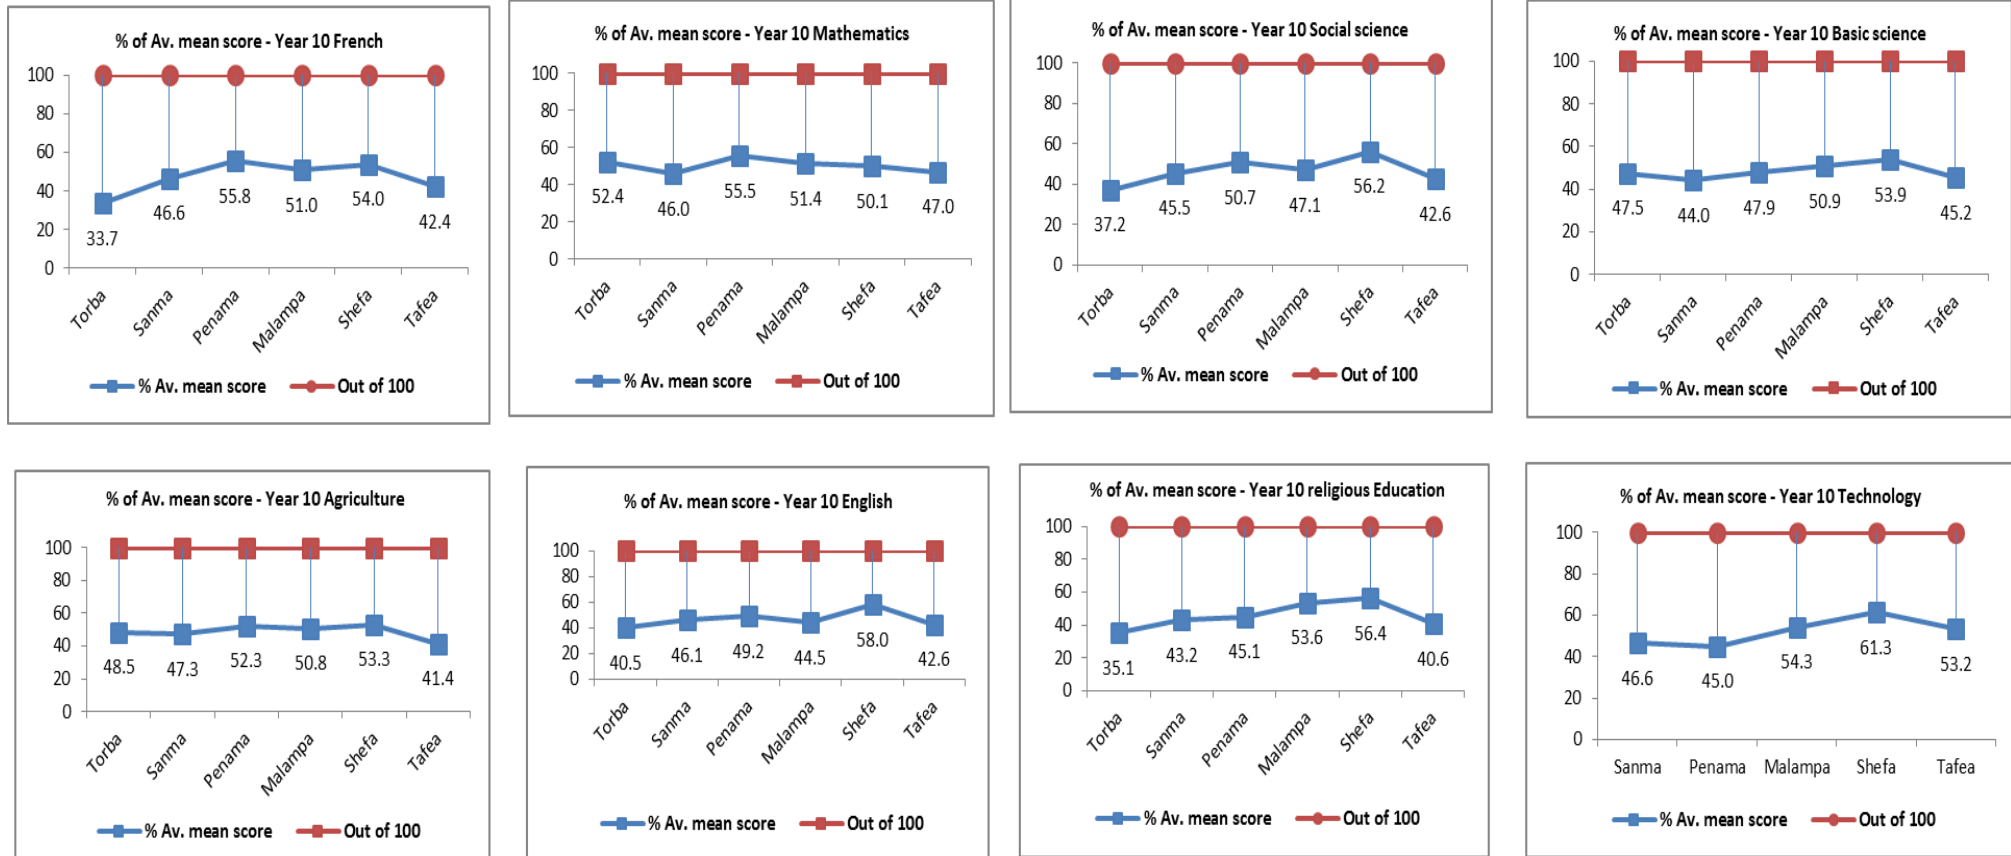 % of Av. mean score - Year 10 French
100
80
60
40
20
0
33.7
46.6
55.8
51.0
54.0
42.4
Torba
Sanma
Penama
Malampa
Shefa
Tafea
% Av. mean score
Out of 100
% of Av. mean score - Year 10 Mathematics
100
80
60
40
20
0
52.4
46.0
55.5
51.4
50.1
47.0
Torba
Sanma
Penama
Malampa
Shefa
Tafea
% Av. mean score
Out of 100
% of Av. mean score - Year 10 Social science
100
80
60
40
20
0
37.2
45.5
50.7
47.1
56.2
42.6
Torba
Sanma
Penama
Malampa
Shefa
Tafea
% Av. mean score
Out of 100
% of Av. mean score - Year 10 Basic science
100
80
60
40
20
0
47.5
44.0
47.9
50.9
53.9
45.2
Torba
Sanma
Penama
Malampa
Shefa
Tafea
% Av. mean score
Out of 100
% of Av. mean score - Year 10 Agriculture
100
80
60
40
20
0
48.5
47.3
52.3
50.8
53.3
41.4
Torba
Sanma
Penama
Malampa
Shefa
Tafea
% Av. mean score
Out of 100
% of Av. mean score - Year 10 English
100
80
60
40
20
0
40.5
46.1
49.2
44.5
58.0
42.6
Torba
Sanma
Penama
Malampa
Shefa
Tafea
% Av. mean score
Out of 100
% of Av. mean score - Year 10 religious Education
100
80
60
40
20
0
35.1
43.2
45.1
53.6
56.4
40.6
Torba
Sanma
Penama
Malampa
Shefa
Tafea
% Av. mean score
Out of 100
% of Av. mean score - Year 10 Technology
100
80
60
40
20
0
46.6
45.0
54.3
61.3
53.2
Sanma
Penama
Malampa
Shefa
Tafea
% Av. mean score
Out of 100